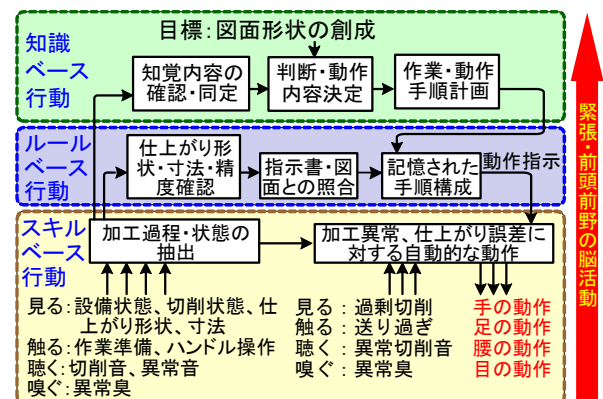 目標：図面形状の創成
知識
ベース
行動
知覚内容の
確認・同定
判断・動作
内容決定
作業・動作
手順計画
ルール
ベース
行動
仕上がり形
状・寸法・精
度確認
指示書・図
面との照合
記憶された
手順構成
動作指示
スキル
ベース
行動
加工過程・状態の
抽出
加工異常、仕上がり誤差に
対する自動的な動作
見る：設備状態、切削状態、仕
上がり形状、寸法
触る：作業準備、ハンドル操作
聴く：切削音、異常音
嗅ぐ：異常臭
見る：過剰切削
触る：送り過ぎ
聴く：異常切削音
嗅ぐ：異常臭
手の動作
足の動作
腰の動作
目の動作
緊張・前頭前野の脳活動